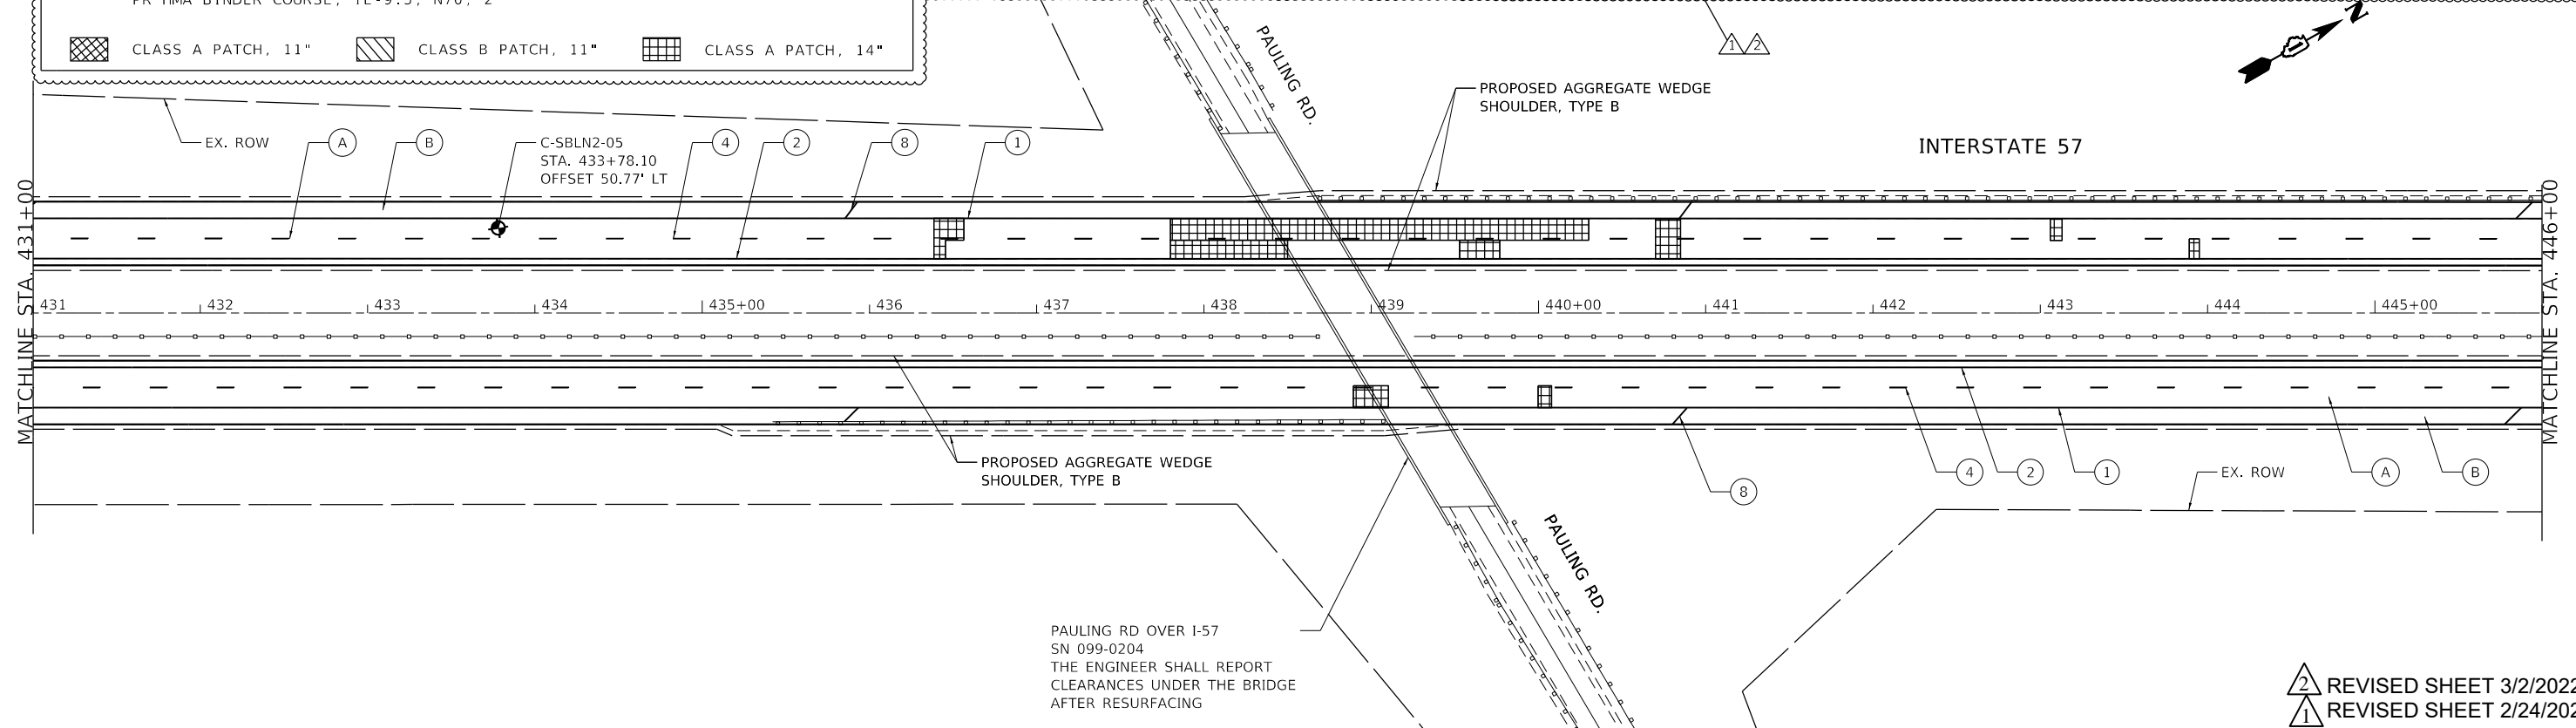 CLASS A PATCH, 11"
CLASS B PATCH, 11"
CLASS A PATCH, 14"
PAULING RD.
1 2
N
PROPOSED AGGREGATE WEDGE
SHOULDER, TYPE B
INTERSTATE 57
EX. ROW
A
B
C-SBLN2-05
STA. 433+78.10
OFFSET 50.77' LT
4
2
8
1
MATCHLINE STA. 431+00
431
432
433
434
435+00
436
437
438
439
440+00
441
442
443
444
445+00
MATCHLINE STA. 446+00
PROPOSED AGGREGATE WEDGE
SHOULDER, TYPE B
8
4
2
1
EX. ROW
A
B
PAULING RD.
PAULING RD OVER I-57
SN 099-0204
THE ENGINEER SHALL REPORT
CLEARANCES UNDER THE BRIDGE
AFTER RESURFACING
2 REVISED SHEET 3/2/2022
1 REVISED SHEET 2/24/202